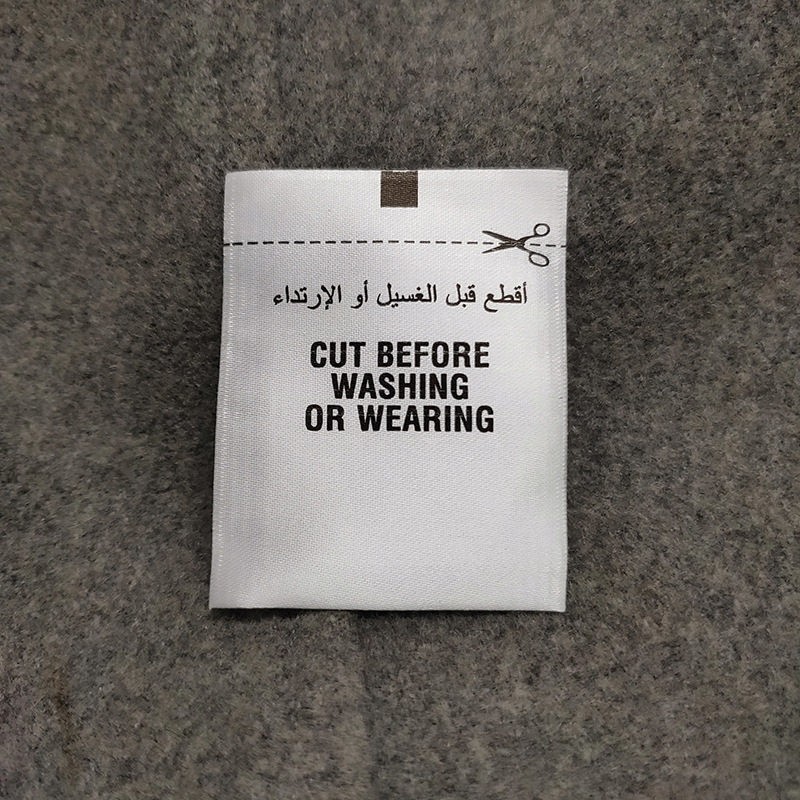 أقطع قبل الغسيل أو الإرتداء
CUT BEFORE
WASHING
OR WEARING